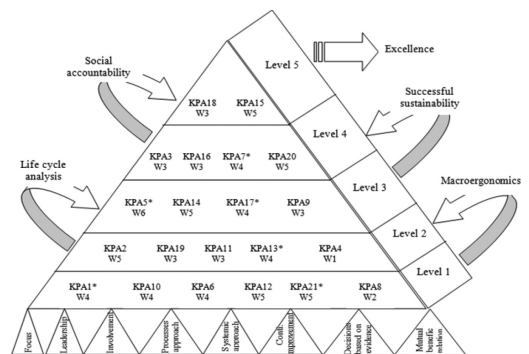 Level 5
Excellence
Social
accountability
KPA18
W3
KPA15
W5
Level 4
Successful
sustainability
KPA3
W3
KPA16
W3
KPA7*
W4
KPA20
W5
Level 3
Life cycle
analysis
KPA5*
W6
KPA14
W5
KPA17*
W4
KPA9
W3
Level 2
Macroergonomics
KPA2
W5
KPA19
W3
KPA11
W3
KPA13*
W4
KPA4
W1
Level 1
KPA1*
W4
KPA10
W4
KPA6
W4
KPA12
W5
KPA21*
W5
KPA8
W2
Focus
Leadership
Involvement
Processes
approach
Systemic
approach
improvement
Decisions
based on
evidence
Mutual
benefic